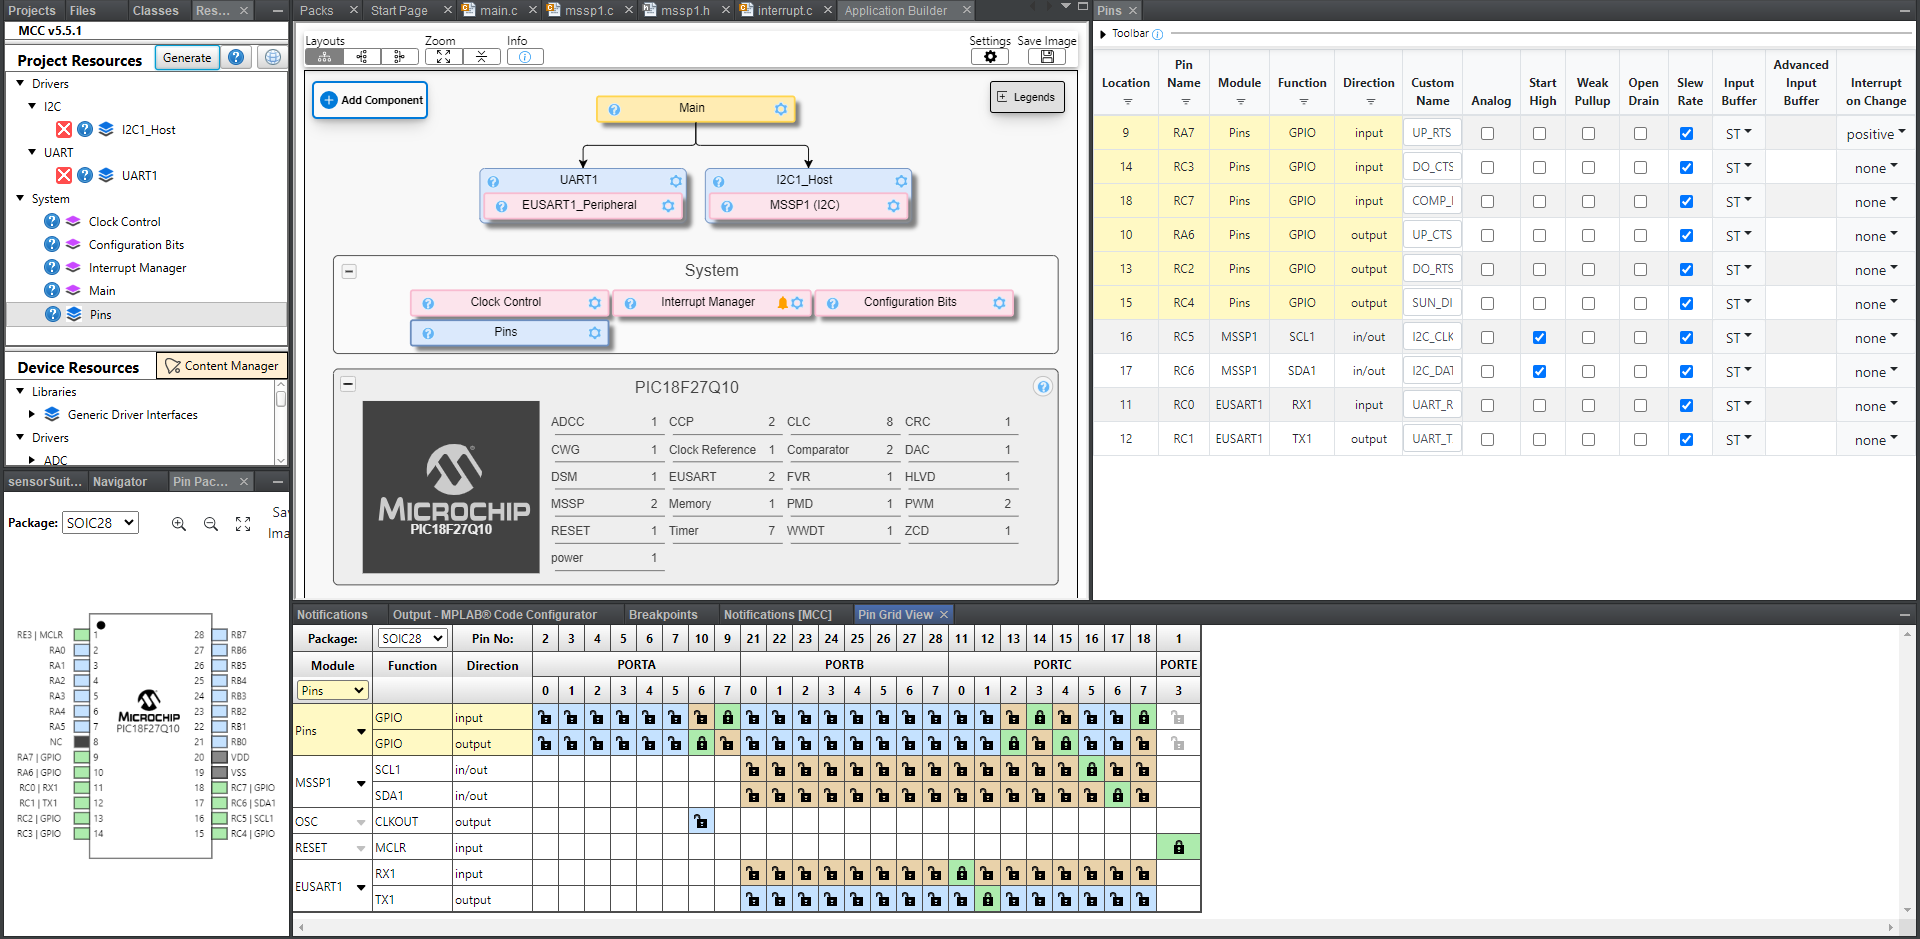 Projects Files Classes Res...
MCC v5.5.1
Project Resources Generate
Drivers
I2C
I2C1_Host
UART
UART1
System
Clock Control
Configuration Bits
Interrupt Manager
Main
Pins
Device Resources Content Manager
Libraries
Generic Driver Interfaces
Drivers
ADC
sensorSuit... Navigator Pin Pac...
Package: SOIC28
RE3 | MCLR 1 28 RB7
RA0 2 27 RB6
RA1 3 26 RB5
RA2 4 25 RB4
RA3 5 24 RB3
RA4 6 23 RB2
RA5 7 22 RB1
NC 8 21 RB0
RA7 | GPIO 9 20 VDD
RA6 | GPIO 10 19 VSS
RC0 | RX1 11 18 RC7 | GPIO
RC1 | TX1 12 17 RC6 | SDA1
RC2 | GPIO 13 16 RC5 | SCL1
RC3 | GPIO 14 15 RC4 | GPIO
MICROCHIP
PIC18F27Q10
Packs Start Page main.c mssp1.c mssp1.h interrupt.c Application Builder
Layouts Zoom Info Settings Save Image
Add Component
Legends
Main
UART1 I2C1_Host
EUSART1_Peripheral MSSP1 (I2C)
System
Clock Control Interrupt Manager Configuration Bits
Pins
PIC18F27Q10
MICROCHIP
PIC18F27Q10
ADCC 1 CCP 2 CLC 8 CRC 1
CWG 1 Clock Reference 1 Comparator 2 DAC 1
DSM 1 EUSART 2 FVR 1 HLVD 1
MSSP 2 Memory 1 PMD 1 PWM 2
RESET 1 Timer 7 WWDT 1 ZCD 1
power 1
Pins
Toolbar
Location Pin Name Module Function Direction Custom Name Analog Start High Weak Pullup Open Drain Slew Rate Input Buffer Advanced Input Buffer Interrupt on Change
9 RA7 Pins GPIO input UP_RTS ST positive
14 RC3 Pins GPIO input DO_CTS ST none
18 RC7 Pins GPIO input ST none
10 RA6 Pins GPIO output UP_CTS ST none
13 RC2 Pins GPIO output DO_RTS ST none
15 RC4 Pins GPIO output SUN_DI ST none
16 RC5 MSSP1 SCL1 in/out I2C_CLK ST none
17 RC6 MSSP1 SDA1 in/out I2C_DAT ST none
11 RC0 EUSART1 RX1 input UART_R ST none
12 RC1 EUSART1 TX1 output UART_T ST none
Notifications Output - MPLAB® Code Configurator Breakpoints Notifications [MCC] Pin Grid View
Package: SOIC28 Pin No: 2 3 4 5 6 7 10 9 21 22 23 24 25 26 27 28 11 12 13 14 15 16 17 18 1
Module Function Direction PORTA PORTB PORTC PORTE
Pins 0 1 2 3 4 5 6 7 0 1 2 3 4 5 6 7 0 1 2 3 4 5 6 7 3
Pins GPIO input
GPIO output
MSSP1 SCL1 in/out
SDA1 in/out
OSC CLKOUT output
RESET MCLR input
EUSART1 RX1 input
TX1 output